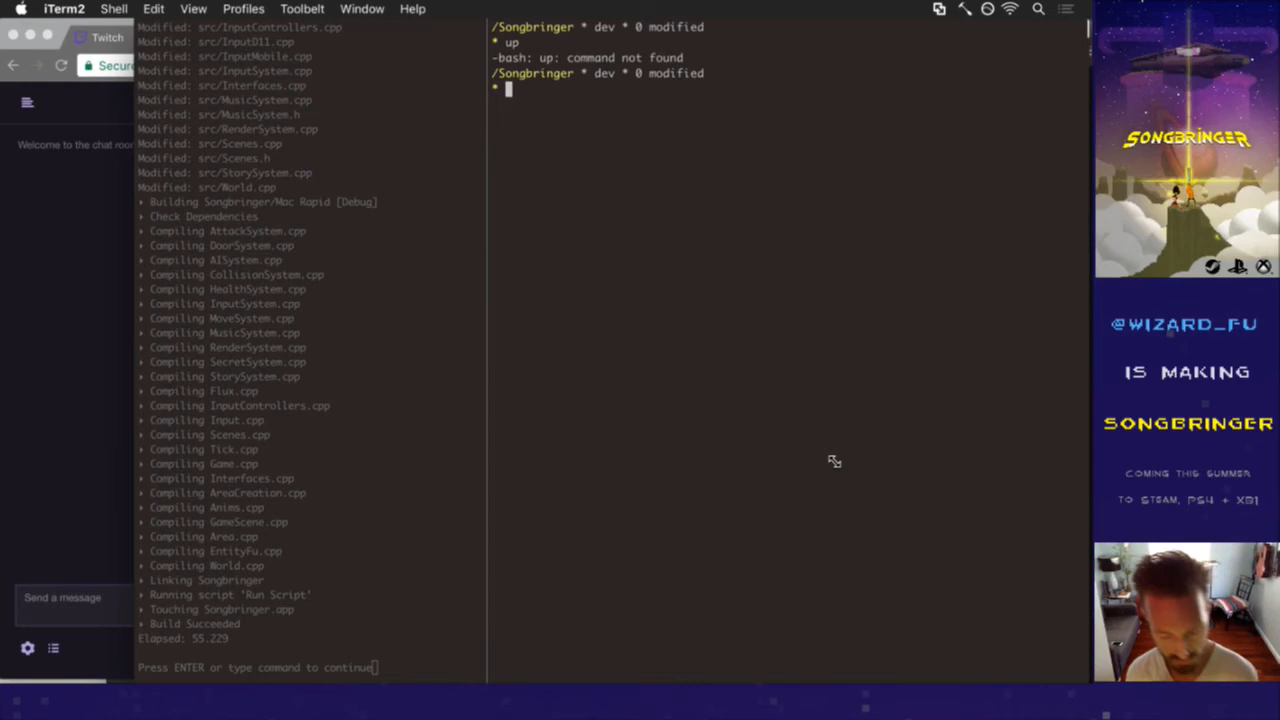 iTerm2 Shell Edit View Profiles Toolbelt Window Help
Twitch
Secure
Welcome to the chat roo
Send a message
Modified: src/InputControllers.cpp
Modified: src/InputD11.cpp
Modified: src/InputMobile.cpp
Modified: src/InputSystem.cpp
Modified: src/Interfaces.cpp
Modified: src/MusicSystem.cpp
Modified: src/MusicSystem.h
Modified: src/RenderSystem.cpp
Modified: src/Scenes.cpp
Modified: src/Scenes.h
Modified: src/StorySystem.cpp
Modified: src/World.cpp
Building Songbringer/Mac Rapid [Debug]
Check Dependencies
Compiling AttackSystem.cpp
Compiling DoorSystem.cpp
Compiling AISystem.cpp
Compiling CollisionSystem.cpp
Compiling HealthSystem.cpp
Compiling InputSystem.cpp
Compiling MoveSystem.cpp
Compiling MusicSystem.cpp
Compiling RenderSystem.cpp
Compiling SecretSystem.cpp
Compiling StorySystem.cpp
Compiling Flux.cpp
Compiling InputControllers.cpp
Compiling Input.cpp
Compiling Scenes.cpp
Compiling Tick.cpp
Compiling Game.cpp
Compiling Interfaces.cpp
Compiling AreaCreation.cpp
Compiling Anims.cpp
Compiling GameScene.cpp
Compiling Area.cpp
Compiling EntityFu.cpp
Compiling World.cpp
Linking Songbringer
Running script 'Run Script'
Touching Songbringer.app
Build Succeeded
Elapsed: 55.229
Press ENTER or type command to continue
/Songbringer * dev * 0 modified
* up
-bash: up: command not found
/Songbringer * dev * 0 modified
*
SONGBRINGER
@WIZARD_FU
IS MAKING
SONGBRINGER
COMING THIS SUMMER
TO STEAM, PS4 + XB1